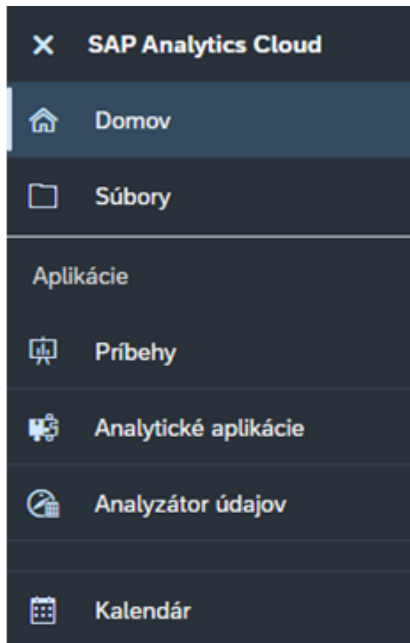 SAP Analytics Cloud
Domov
Súbory
Aplikácie
Príbehy
Analytické aplikácie
Analyzátor údajov
Kalendár